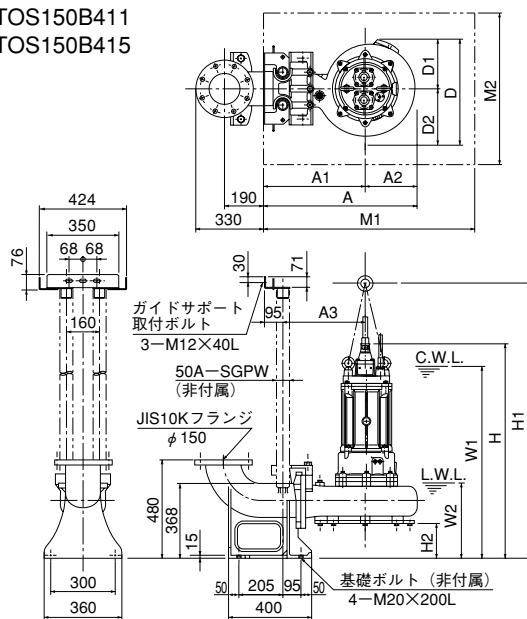 TOS150B411
TOS150B415
D1
D
D2
M2
A1
A2
190
A
330
M1
424
350
68
68
76
160
30
71
95
A3
ガイドサポート
取付ボルト
3−M12×40L
50A−SGPW
(非付属)
JIS10Kフランジ
φ150
C.W.L.
L.W.L.
W1
W2
H
H1
H2
480
368
15
50
205
95
50
400
300
360
基礎ボルト（非付属）
4−M20×200L